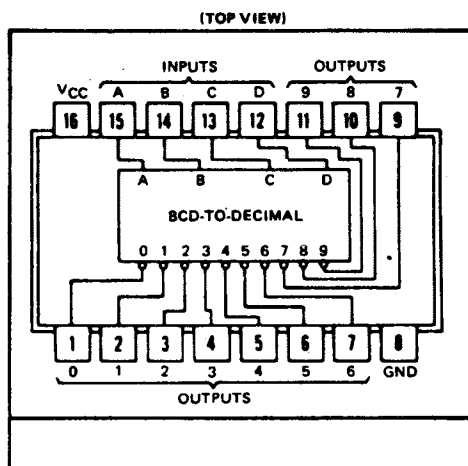 (TOP VIEW)
INPUTS OUTPUTS
VCC A B C D 9 8 7
16 15 14 13 12 11 10 9
A B C D
BCD-TO-DECIMAL
0 1 2 3 4 5 6 7 8 9
1 2 3 4 5 6 7 8
0 1 2 3 4 5 6 GND
OUTPUTS